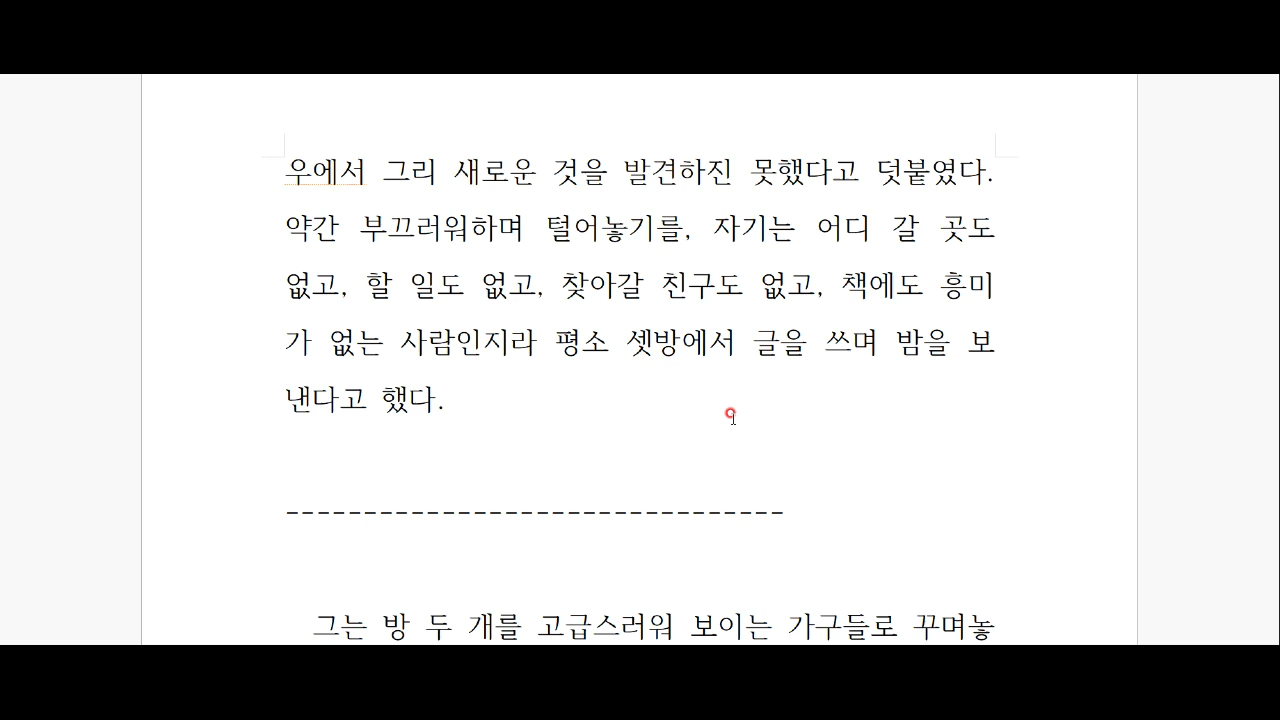 우에서 그리 새로운 것을 발견하진 못했다고 덧붙였다.
약간 부끄러워하며 털어놓기를, 자기는 어디 갈 곳도
없고, 할 일도 없고, 찾아갈 친구도 없고, 책에도 흥미
가 없는 사람인지라 평소 셋방에서 글을 쓰며 밤을 보
낸다고 했다.
--------------------------------
그는 방 두 개를 고급스러워 보이는 가구들로 꾸며놓